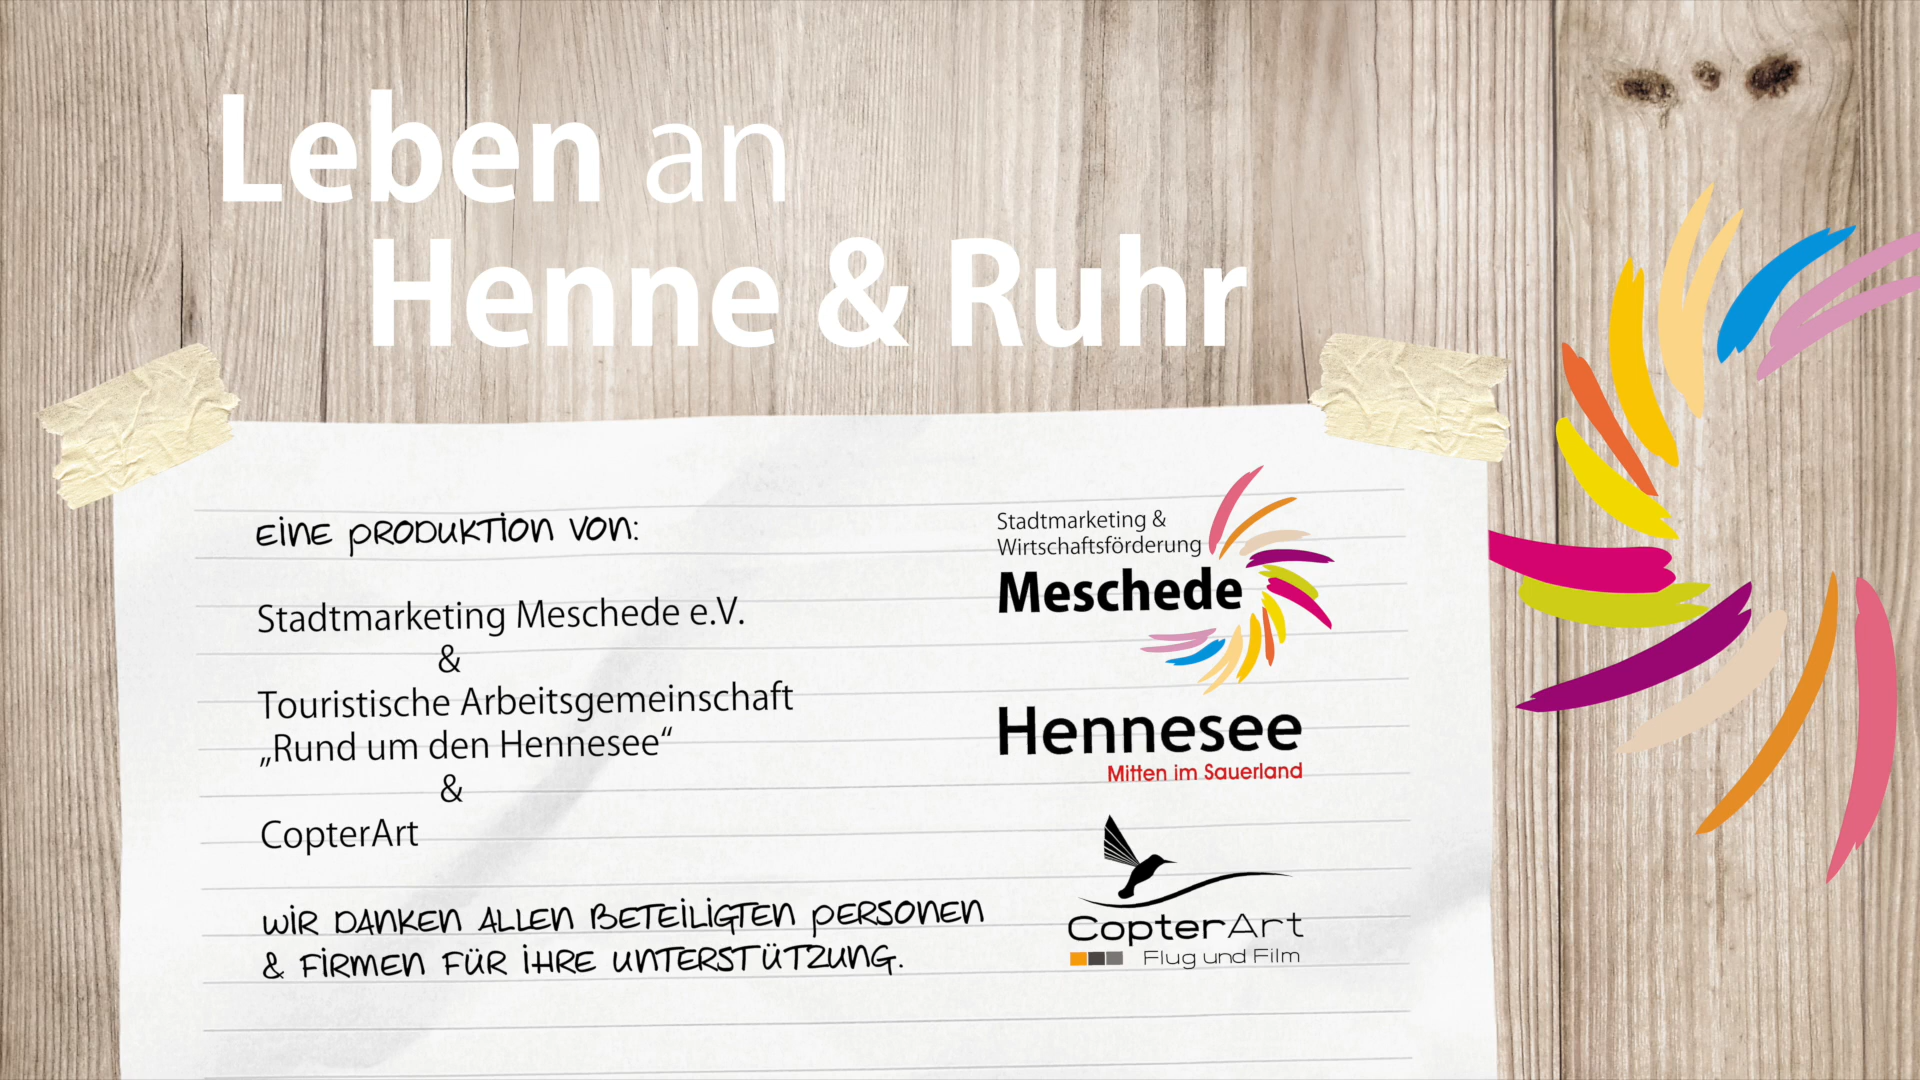 Leben an
Henne & Ruhr
Eine Produktion von:
Stadtmarketing Meschede e.V.
&
Touristische Arbeitsgemeinschaft
„Rund um den Hennesee“
&
CopterArt
Wir danken allen beteiligten Personen
& Firmen für ihre Unterstützung.
Stadtmarketing &
Wirtschaftsförderung
Meschede
Hennesee
Mitten im Sauerland
CopterArt
Flug und Film